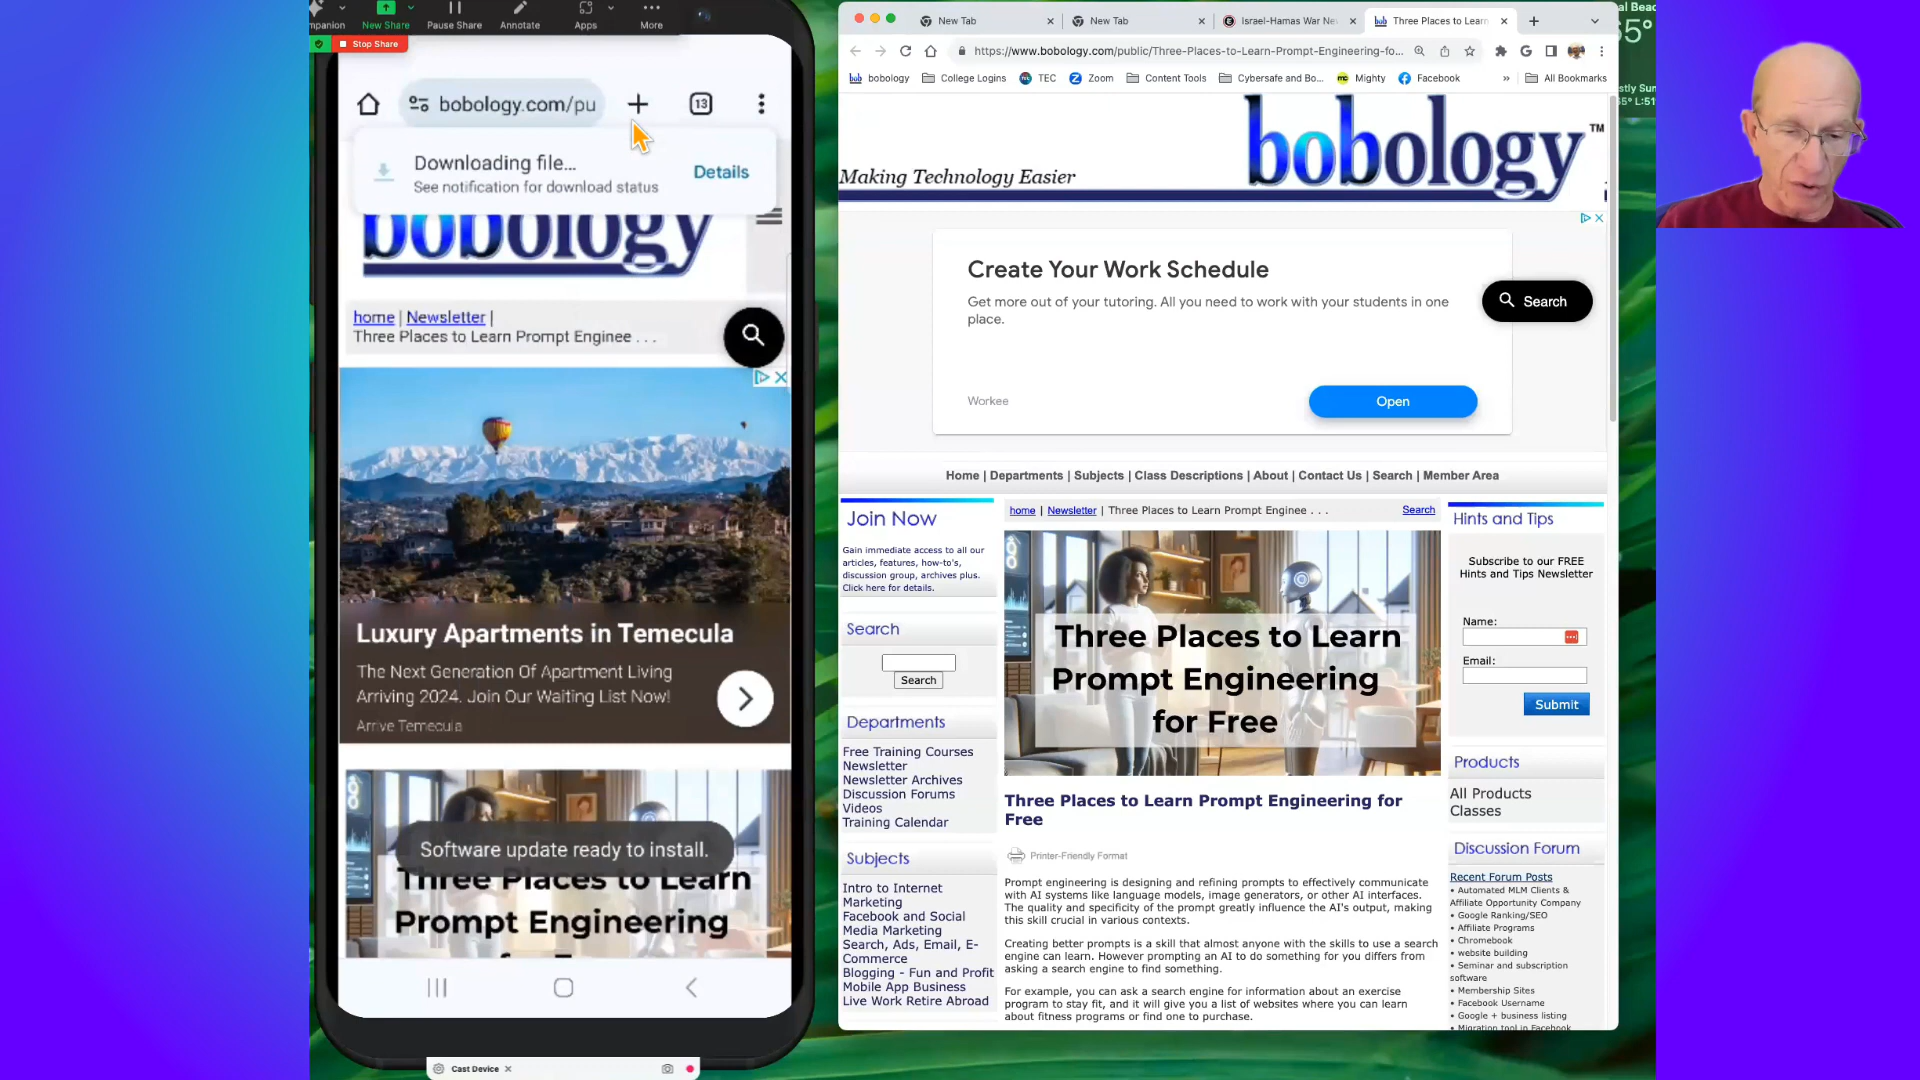 New Share
Pause Share
Annotate
Apps
More
Stop Share
bobology.com/pu
13
Downloading file...
See notification for download status
Details
bobology
home | Newsletter |
Three Places to Learn Prompt Enginee . . .
Luxury Apartments in Temecula
The Next Generation Of Apartment Living
Arriving 2024. Join Our Waiting List Now!
Arrive Temecula
Software update ready to install.
Three Places to Learn
Prompt Engineering
Cast Device
New Tab
New Tab
Israel-Hamas War Ne
Three Places to Learn
https://www.bobology.com/public/Three-Places-to-Learn-Prompt-Engineering-fo...
bobology
College Logins
TEC
Zoom
Content Tools
Cybersafe and Bo...
Mighty
Facebook
»
All Bookmarks
Making Technology Easier
bobology™
Create Your Work Schedule
Get more out of your tutoring. All you need to work with your students in one
place.
Workee
Open
Search
Home | Departments | Subjects | Class Descriptions | About | Contact Us | Search | Member Area
Join Now
Gain immediate access to all our
articles, features, how-to's,
discussion group, archives plus.
Click here for details.
Search
Search
Departments
Free Training Courses
Newsletter
Newsletter Archives
Discussion Forums
Videos
Training Calendar
Subjects
Intro to Internet
Marketing
Facebook and Social
Media Marketing
Search, Ads, Email, E-
Commerce
Blogging - Fun and Profit
Mobile App Business
Live Work Retire Abroad
home | Newsletter | Three Places to Learn Prompt Enginee . . .
Search
Three Places to Learn
Prompt Engineering
for Free
Three Places to Learn Prompt Engineering for
Free
Printer-Friendly Format
Prompt engineering is designing and refining prompts to effectively communicate
with AI systems like language models, image generators, or other AI interfaces.
The quality and specificity of the prompt greatly influence the AI's output, making
this skill crucial in various contexts.
Creating better prompts is a skill that almost anyone with the skills to use a search
engine can learn. However prompting an AI to do something for you differs from
asking a search engine to find something.
For example, you can ask a search engine for information about an exercise
program to stay fit, and it will give you a list of websites where you can learn
about fitness programs or find one to purchase.
Hints and Tips
Subscribe to our FREE
Hints and Tips Newsletter
Name:
Email:
Submit
Products
All Products
Classes
Discussion Forum
Recent Forum Posts
• Automated MLM Clients &
Affiliate Opportunity Company
• Google Ranking/SEO
• Affiliate Programs
• Chromebook
• website building
• Seminar and subscription
software
• Membership Sites
• Facebook Username
• Google + business listing
• Migration tool in Facebook